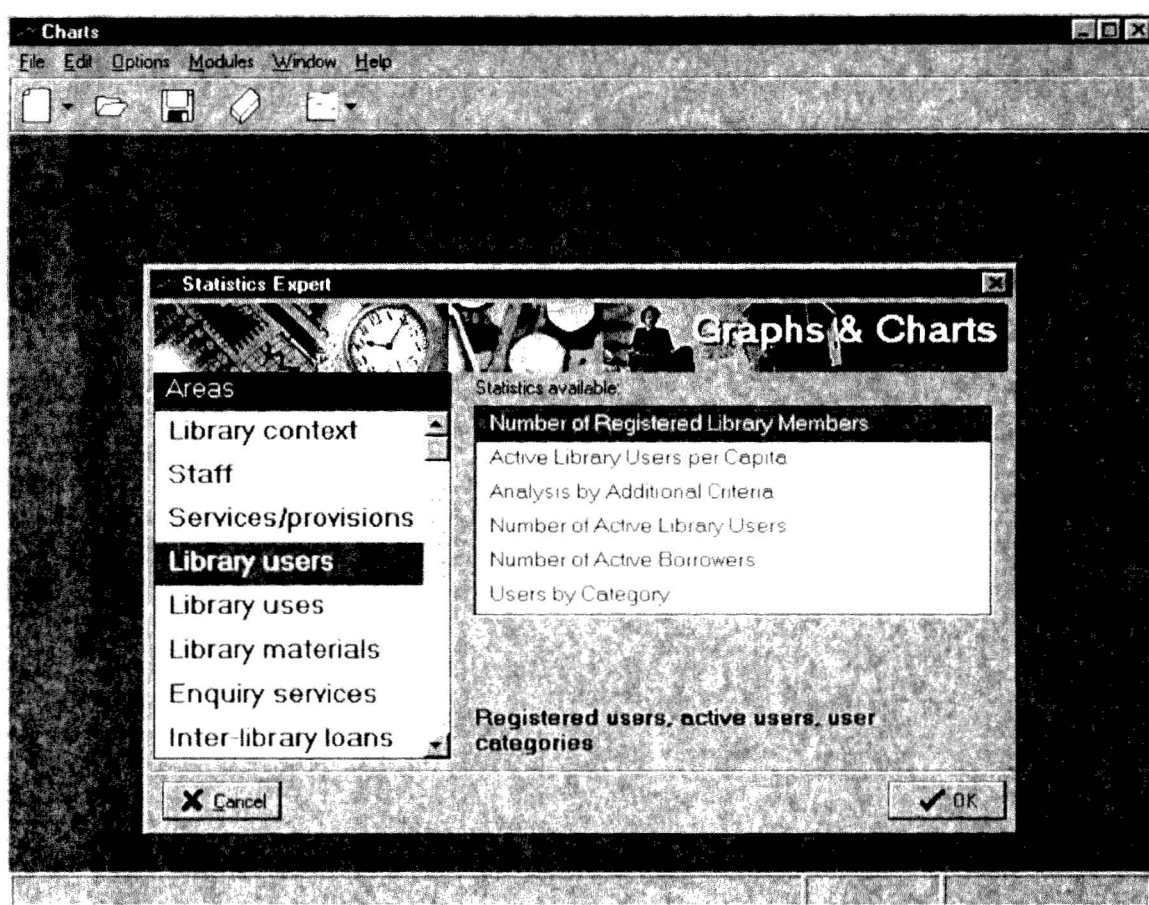 Charts
File Edit Options Modules Window Help
Statistics Expert
Graphs & Charts
Areas
Library context
Staff
Services/provisions
Library users
Library uses
Library materials
Enquiry services
Inter-library loans
Statistics available:
Number of Registered Library Members
Active Library Users per Capita
Analysis by Additional Criteria
Number of Active Library Users
Number of Active Borrowers
Users by Category
Registered users, active users, user
categories
Cancel
OK